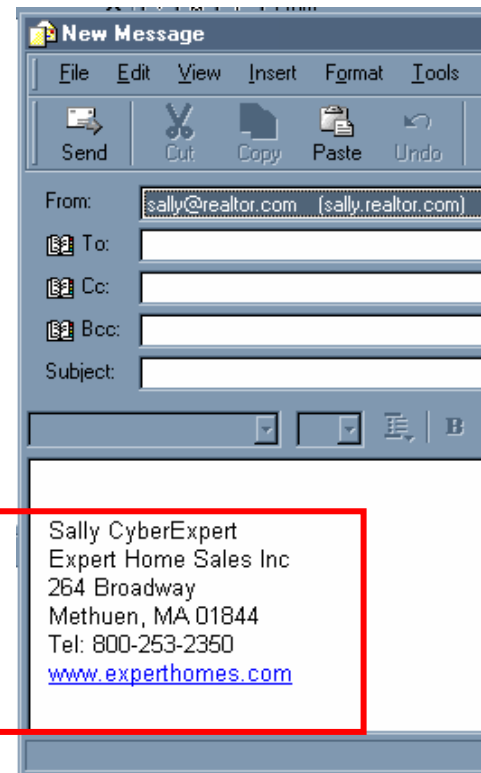 New Message
File Edit View Insert Format Tools
Send Cut Copy Paste Undo
From: sally@realtor.com (sally.realtor.com)
To:
Cc:
Bcc:
Subject:
B
Sally CyberExpert
Expert Home Sales Inc
264 Broadway
Methuen, MA 01844
Tel: 800-253-2350
www.experthomes.com